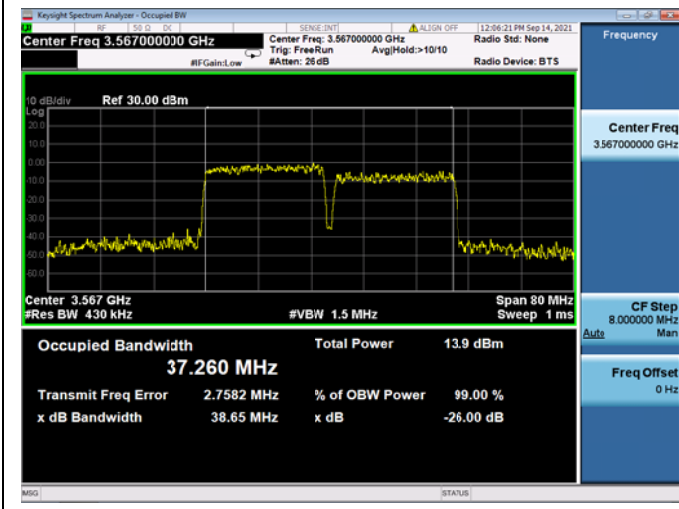 Keysight Spectrum Analyzer - Occupied BW
RF 50 Ω DC SENSE:INT ALIGN OFF 12:06:21 PM Sep 14, 2021
Center Freq 3.567000000 GHz Center Freq: 3.567000000 GHz Radio Std: None
Trig: FreeRun Avg|Hold:>10/10
#IFGain:Low #Atten: 26dB Radio Device: BTS
Frequency
10 dB/div Ref 30.00 dBm
Log
20.0
10.0
0.00
-10.0
-20.0
-30.0
-40.0
-50.0
-60.0
Center 3.567 GHz Span 80 MHz
#Res BW 430 kHz #VBW 1.5 MHz Sweep 1 ms
Center Freq
3.567000000 GHz
CF Step
8.000000 MHz
Auto Man
Freq Offset
0 Hz
Occupied Bandwidth Total Power 13.9 dBm
37.260 MHz
Transmit Freq Error 2.7582 MHz % of OBW Power 99.00 %
x dB Bandwidth 38.65 MHz x dB -26.00 dB
MSG STATUS